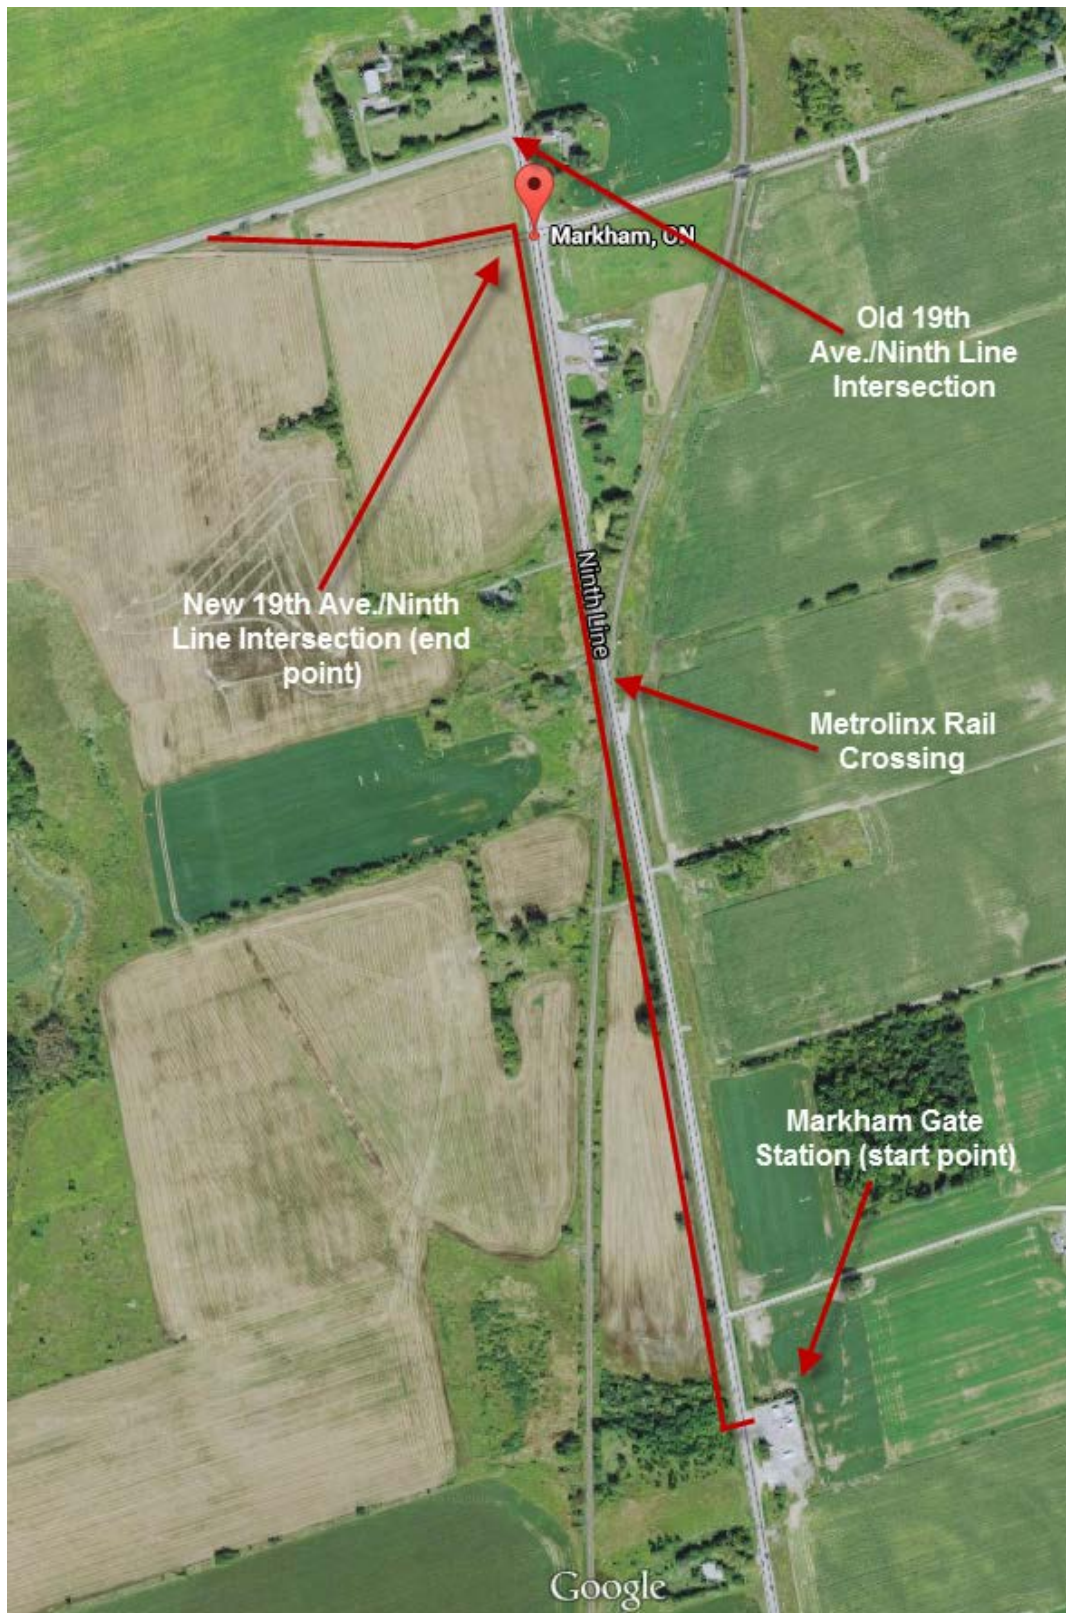 Markham, ON
Old 19th
Ave./Ninth Line
Intersection
New 19th Ave./Ninth
Line Intersection (end
point)
Ninth Line
Metrolinx Rail
Crossing
Markham Gate
Station (start point)
Google